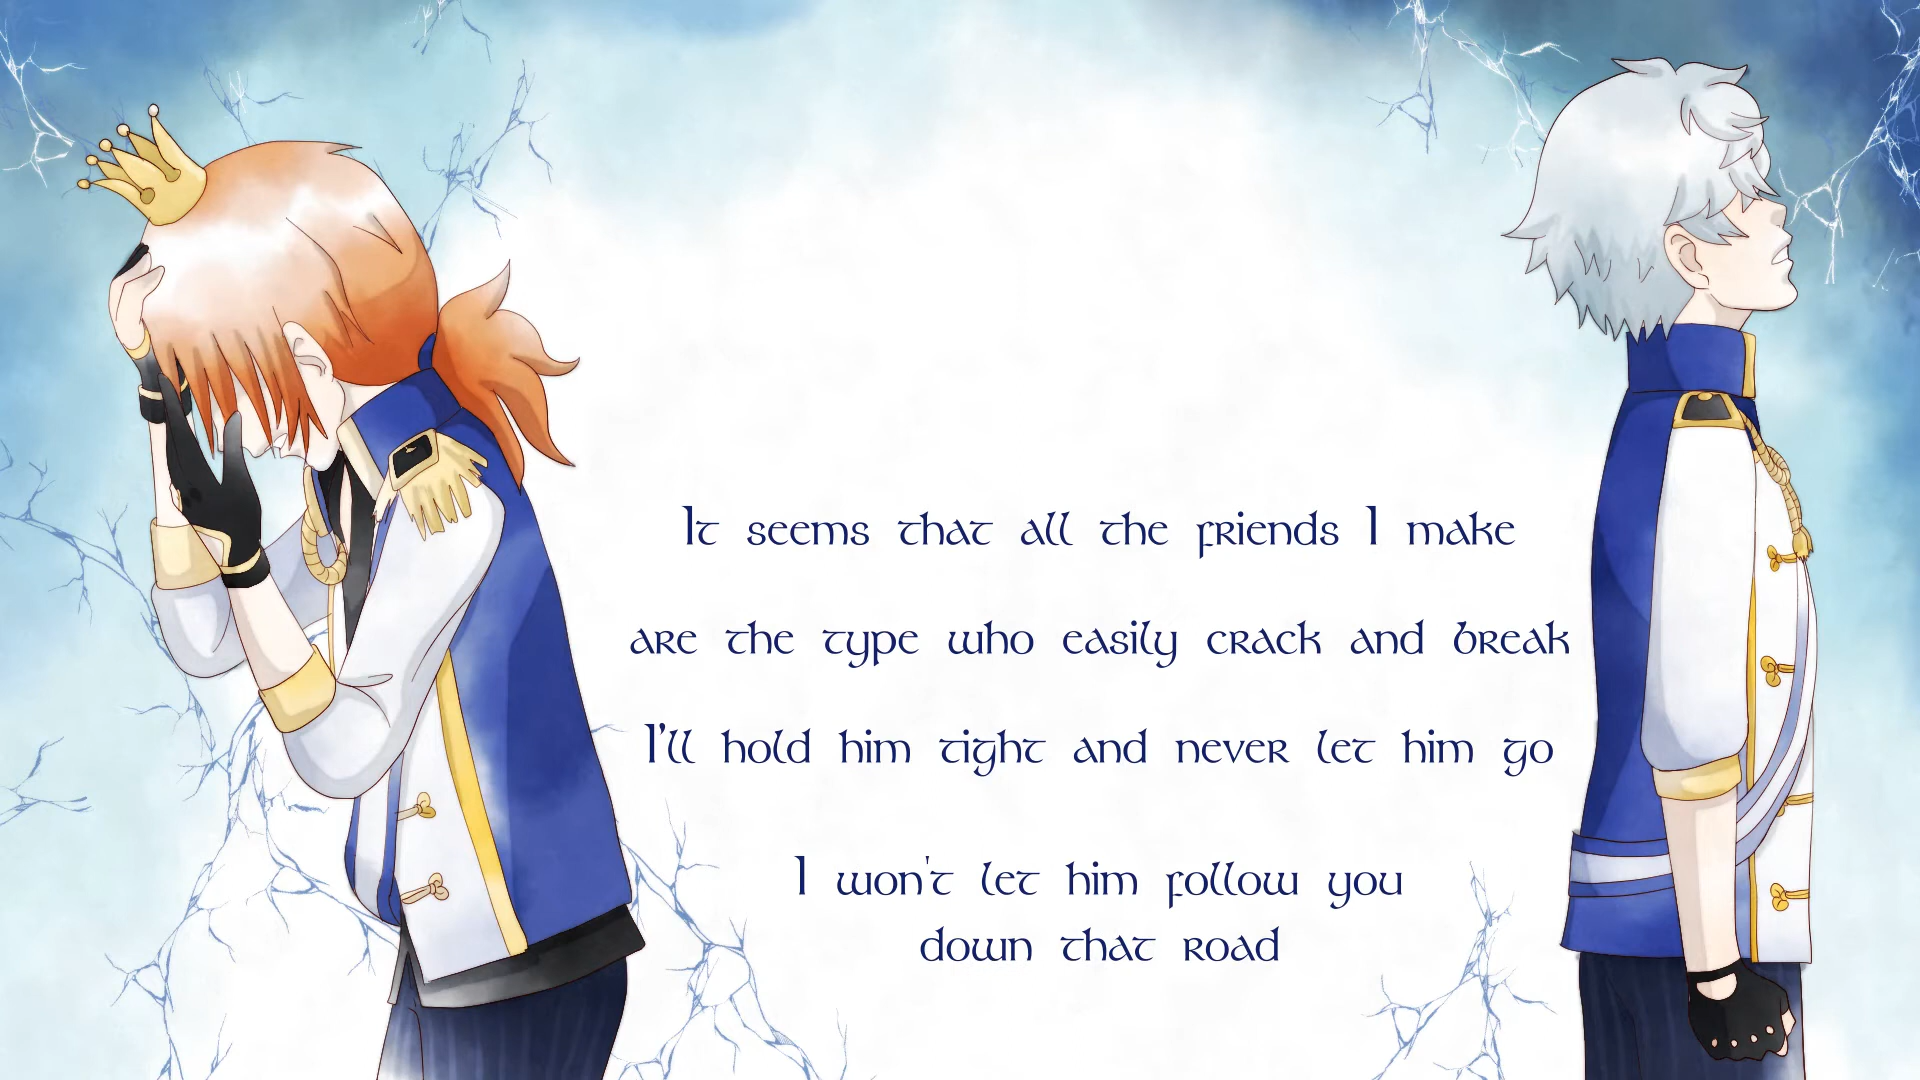 It seems that all the friends I make
are the type who easily crack and break
I'll hold him tight and never let him go
I won't let him follow you
down that road